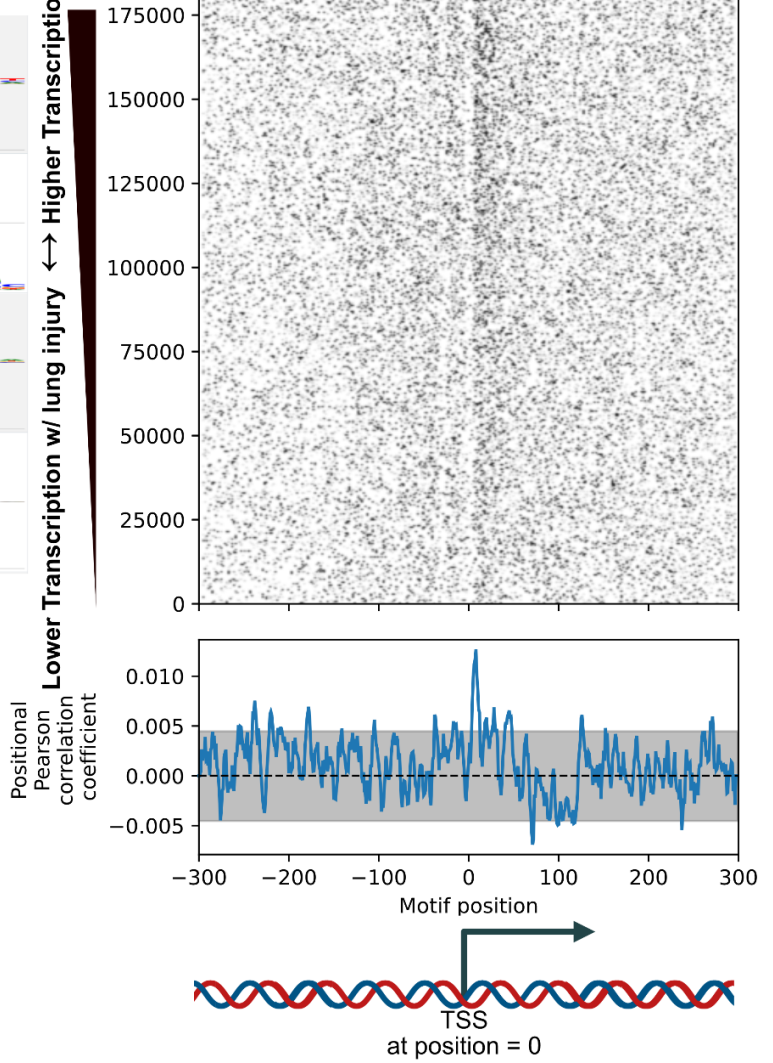 175000
150000
125000
100000
75000
50000
25000
0
Lower Transcription w/ lung injury ↔ Higher Transcriptio
Positional
Pearson
correlation
coefficient
0.010
0.005
0.000
−0.005
−300 −200 −100 0 100 200 300
Motif position
TSS
at position = 0